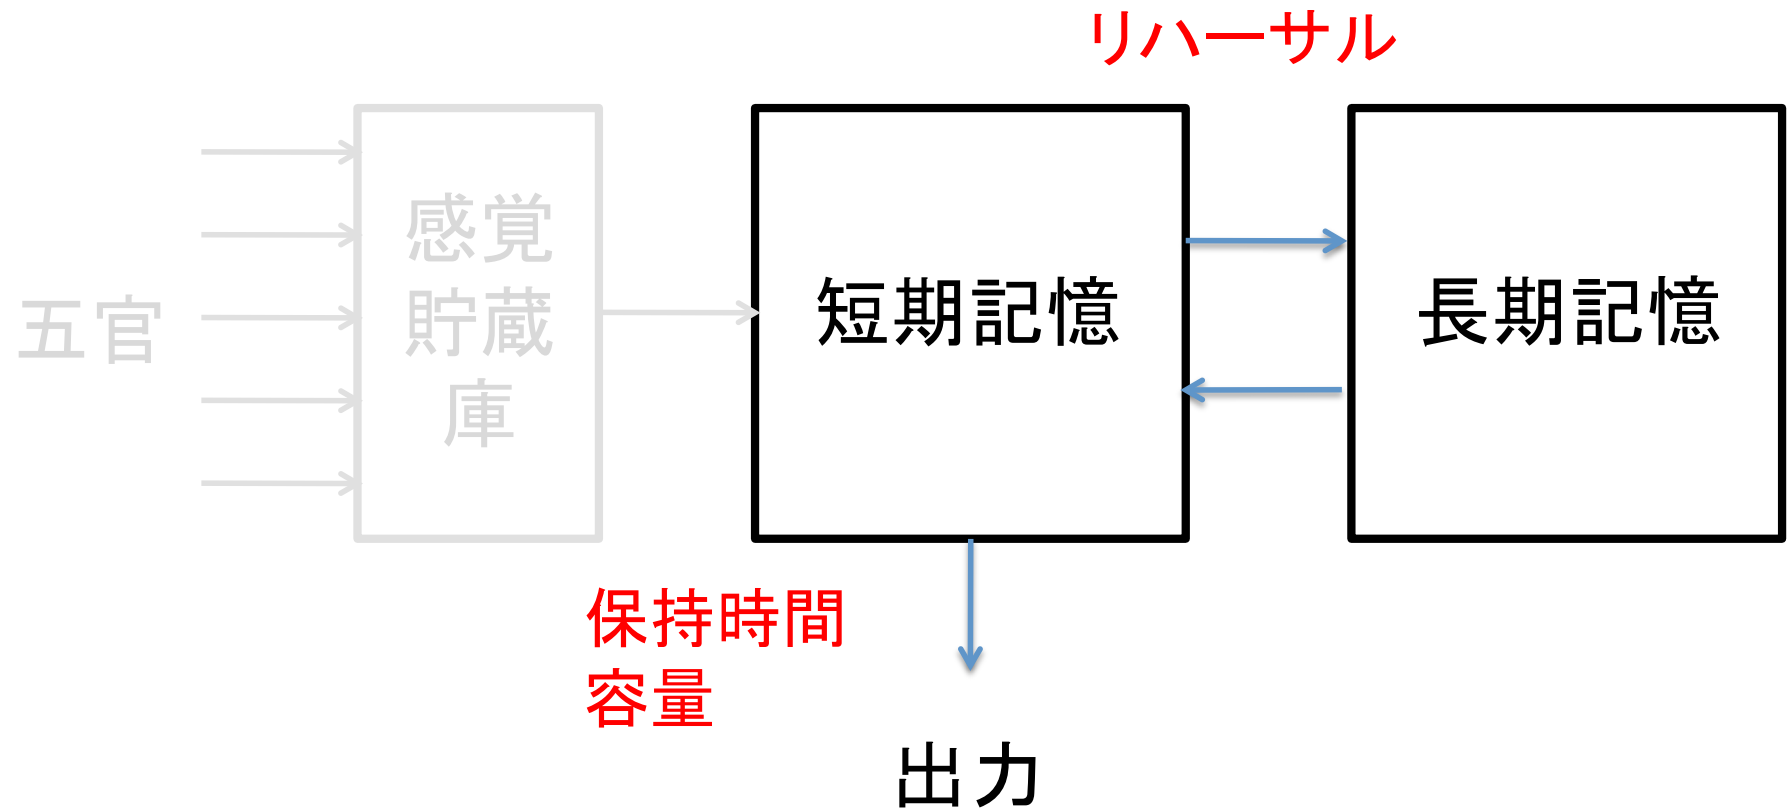 リハーサル
五官
感覚
貯蔵
庫
短期記憶
長期記憶
保持時間
容量
出力